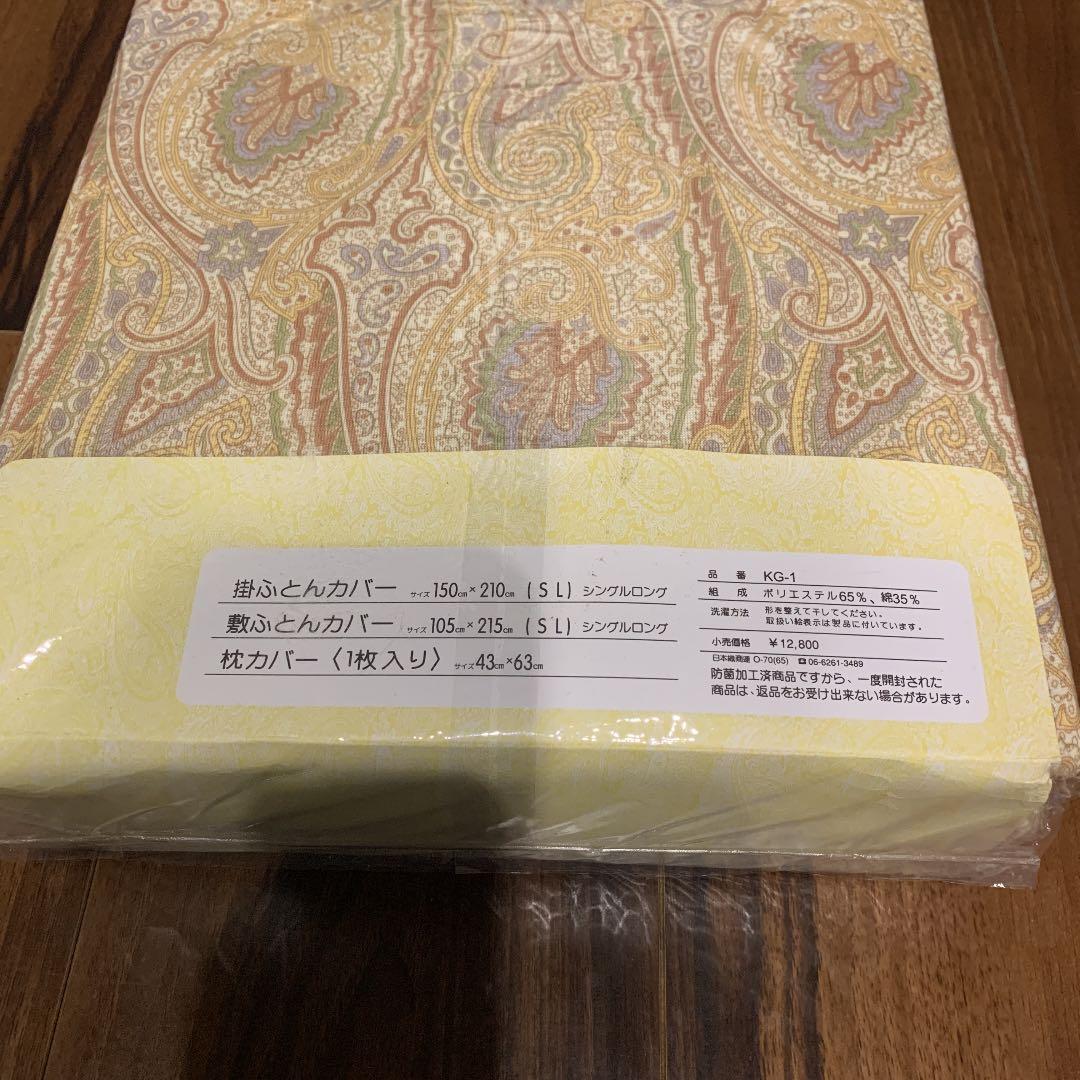 掛ふとんカバー サイズ 150cm×210cm (SL) シングルロング
敷ふとんカバー サイズ 105cm×215cm (SL) シングルロング
枕カバー〈1枚入り〉 サイズ 43cm×63cm
品番 KG-1
組成 ポリエステル65%、綿35%
洗濯方法 形を整えて干してください。
取扱い絵表示は製品に付いています。
小売価格 ¥12,800
日本織商連 O-70(65) ☎06-6261-3489
防菌加工済商品ですから、一度開封された
商品は、返品をお受け出来ない場合があります。